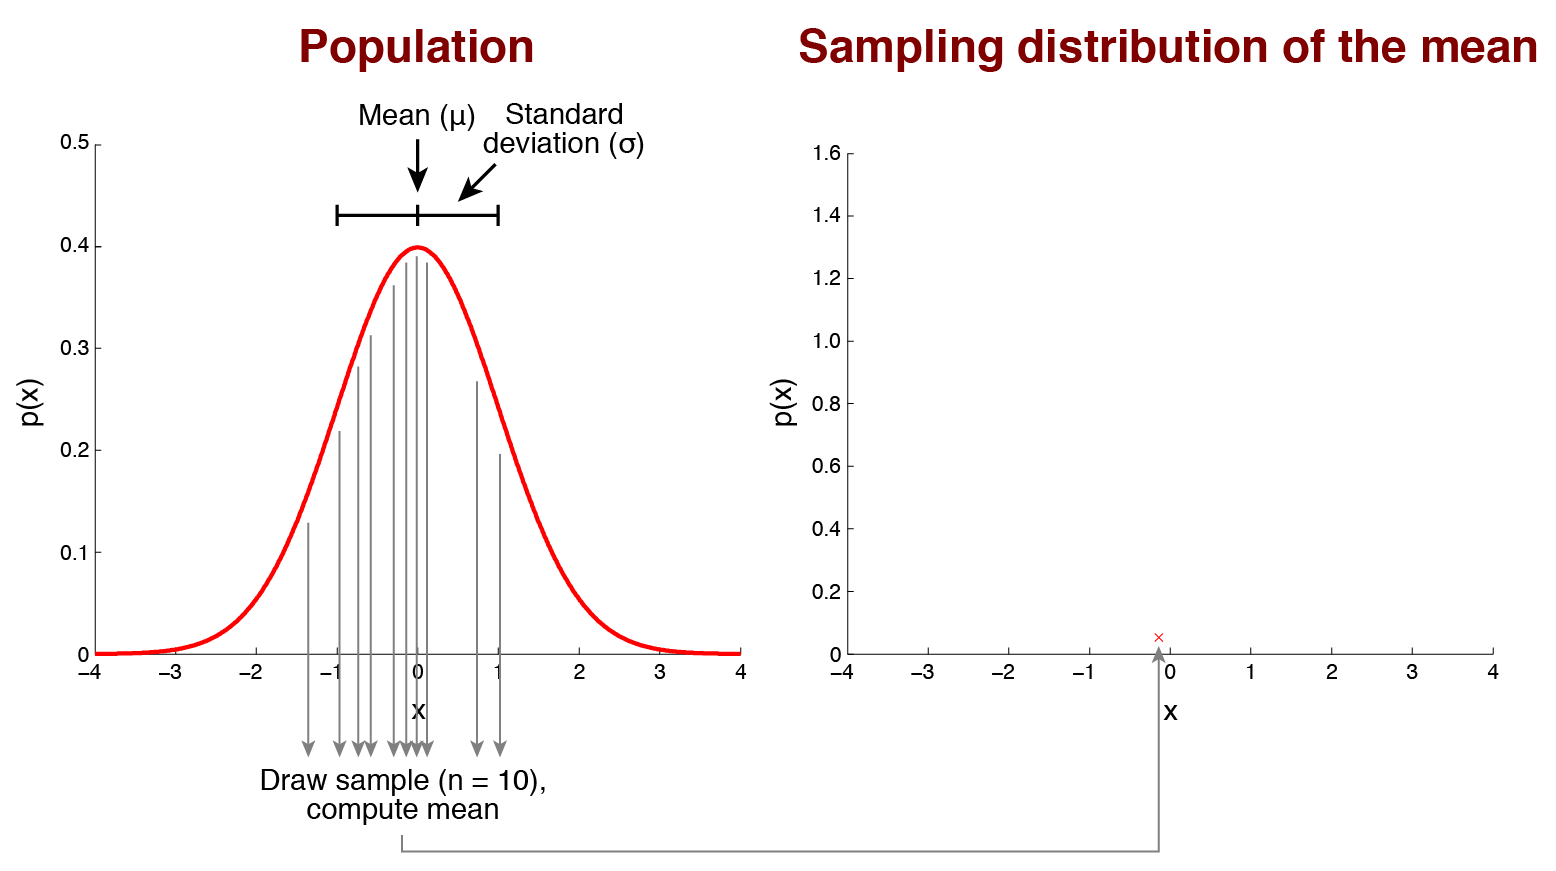 Population
Mean (μ)
Standard
deviation (σ)
0.5
0.4
0.3
0.2
0.1
0
p(x)
−4 −3 −2 −1 0 1 2 3 4
x
Draw sample (n = 10),
compute mean
Sampling distribution of the mean
1.6
1.4
1.2
1.0
0.8
0.6
0.4
0.2
0
p(x)
−4 −3 −2 −1 0 1 2 3 4
x